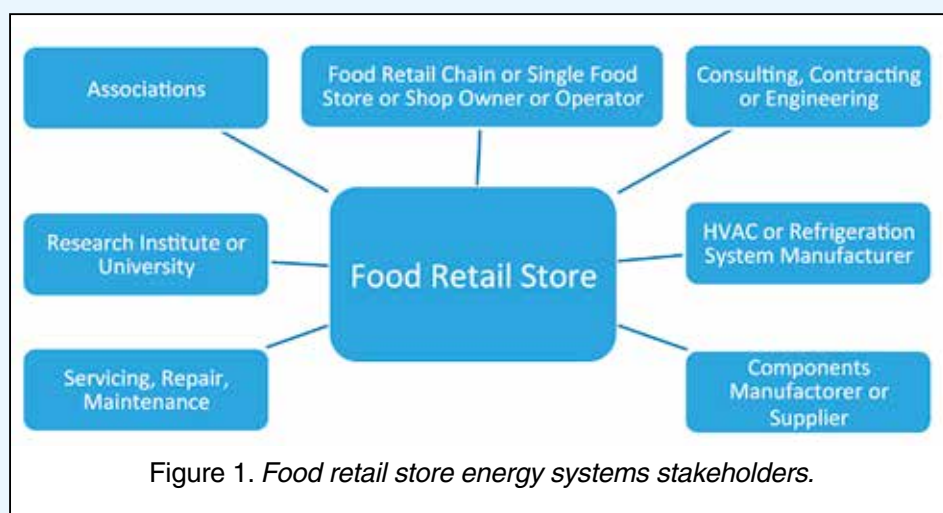 Associations
Food Retail Chain or Single Food
Store or Shop Owner or Operator
Consulting, Contracting
or Engineering
Research Institute or
University
Food Retail Store
HVAC or Refrigeration
System Manufacturer
Servicing, Repair,
Maintenance
Components
Manufactorer or
Supplier
Figure 1. Food retail store energy systems stakeholders.